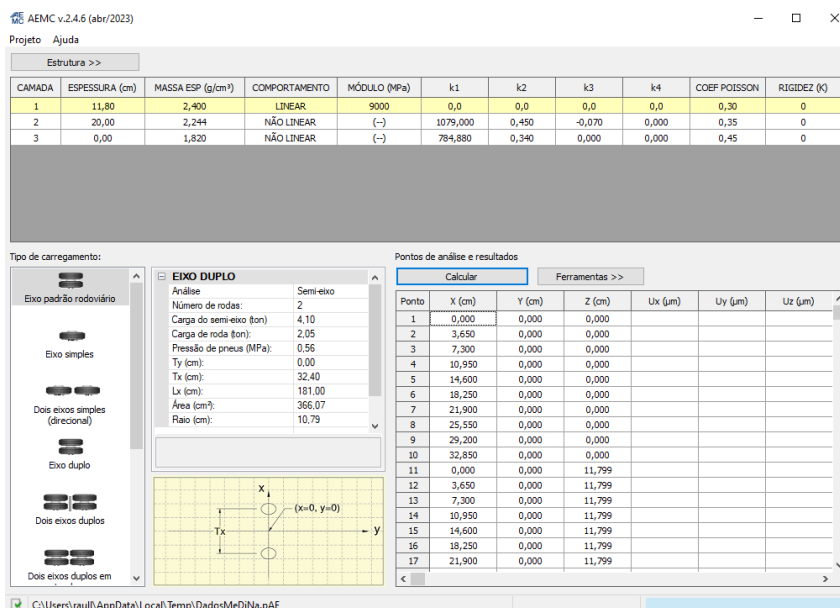 AEMC v.2.4.6 (abr/2023)
Projeto Ajuda
Estrutura >>
CAMADA ESPESSURA (cm) MASSA ESP (g/cm³) COMPORTAMENTO MÓDULO (MPa) k1 k2 k3 k4 COEF POISSON RIGIDEZ (K)
1 11,80 2,400 LINEAR 9000 0,0 0,0 0,0 0,0 0,30 0
2 20,00 2,244 NÃO LINEAR (--) 1079,000 0,450 -0,070 0,000 0,35 0
3 0,00 1,820 NÃO LINEAR (--) 784,880 0,340 0,000 0,000 0,45 0
Tipo de carregamento:
Eixo padrão rodoviário
Eixo simples
Dois eixos simples
(direcional)
Eixo duplo
Dois eixos duplos
Dois eixos duplos em
EIXO DUPLO
Análise Semi-eixo
Número de rodas: 2
Carga do semi-eixo (ton) 4,10
Carga de roda (ton): 2,05
Pressão de pneus (MPa): 0,56
Ty (cm): 0,00
Tx (cm): 32,40
Lx (cm): 181,00
Área (cm²): 366,07
Raio (cm): 10,79
x
(x=0, y=0)
Tx
y
Pontos de análise e resultados
Calcular Ferramentas >>
Ponto X (cm) Y (cm) Z (cm) Ux (µm) Uy (µm) Uz (µm)
1 0,000 0,000 0,000
2 3,650 0,000 0,000
3 7,300 0,000 0,000
4 10,950 0,000 0,000
5 14,600 0,000 0,000
6 18,250 0,000 0,000
7 21,900 0,000 0,000
8 25,550 0,000 0,000
9 29,200 0,000 0,000
10 32,850 0,000 0,000
11 0,000 0,000 11,799
12 3,650 0,000 11,799
13 7,300 0,000 11,799
14 10,950 0,000 11,799
15 14,600 0,000 11,799
16 18,250 0,000 11,799
17 21,900 0,000 11,799
C:\Users\raull\AppData\Local\Temp\DadosMeDiNa.pAE